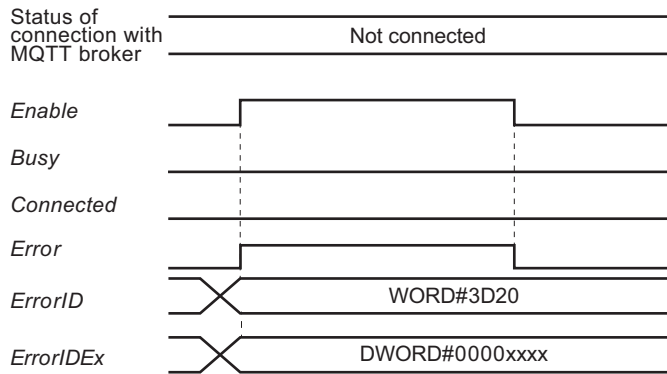 Status of
connection with
MQTT broker
Not connected
Enable
Busy
Connected
Error
ErrorID
WORD#3D20
ErrorIDEx
DWORD#0000xxxx